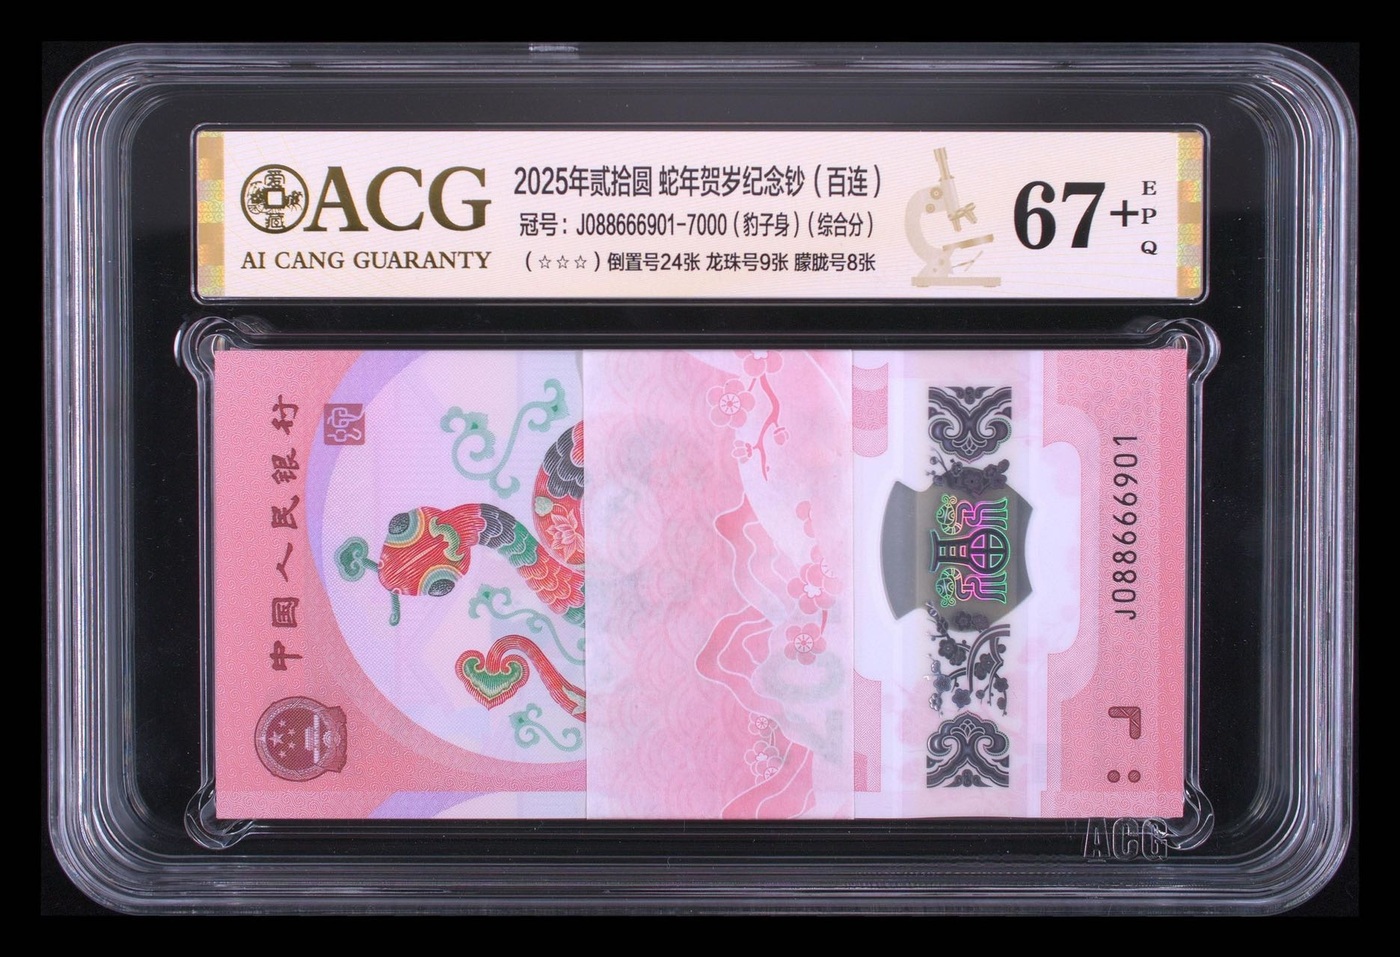 ACG
AI CANG GUARANTY
2025年贰拾圆 蛇年贺岁纪念钞（百连）
冠号：J088666901-7000（豹子身）（综合分）
（☆☆☆）倒置号24张 龙珠号9张 朦胧号8张
67+
EPQ
中国人民银行
J088666901
ACG